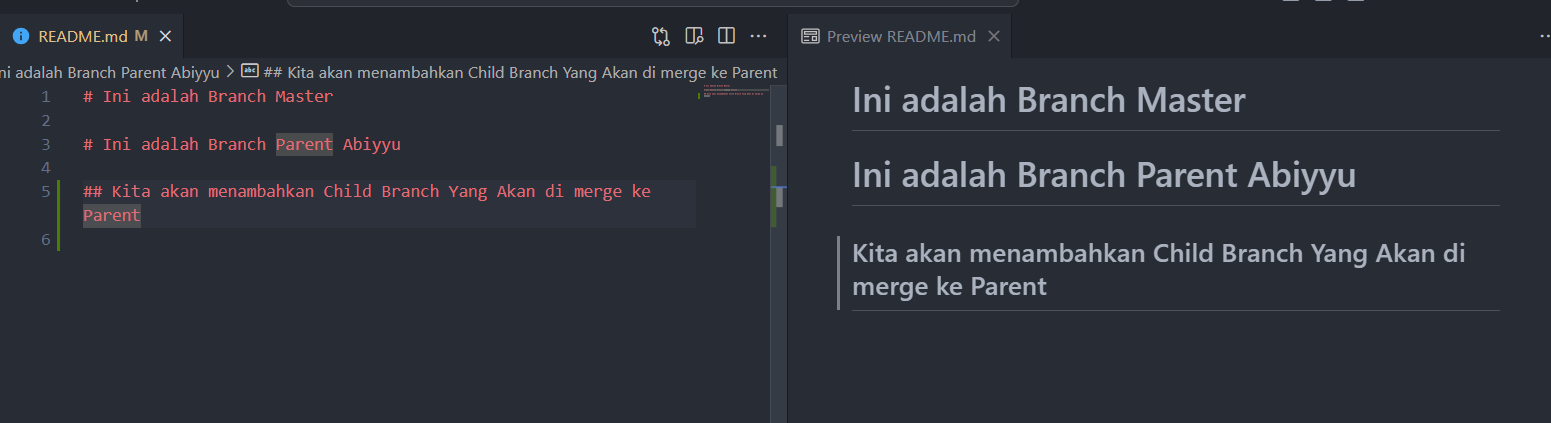 README.md M
Preview README.md
ni adalah Branch Parent Abiyyu > ## Kita akan menambahkan Child Branch Yang Akan di merge ke Parent
1 # Ini adalah Branch Master
2
3 # Ini adalah Branch Parent Abiyyu
4
5 ## Kita akan menambahkan Child Branch Yang Akan di merge ke
Parent
6
Ini adalah Branch Master
Ini adalah Branch Parent Abiyyu
Kita akan menambahkan Child Branch Yang Akan di
merge ke Parent